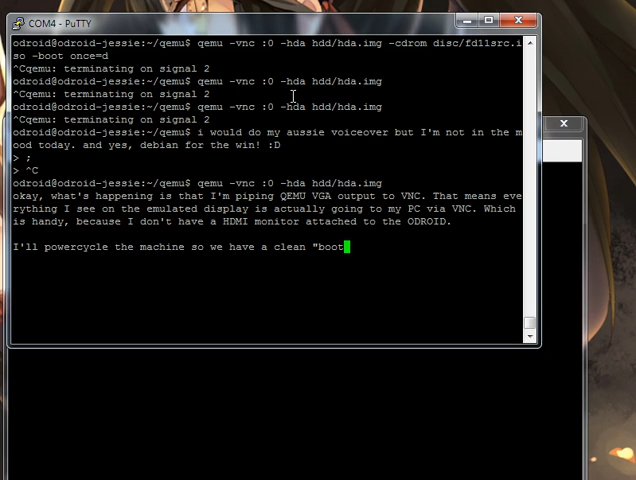 COM4 - PuTTY
odroid@odroid-jessie:~/qemu$ qemu -vnc :0 -hda hdd/hda.img -cdrom disc/fd11src.i
so -boot once=d
^Cqemu: terminating on signal 2
odroid@odroid-jessie:~/qemu$ qemu -vnc :0 -hda hdd/hda.img
^Cqemu: terminating on signal 2
odroid@odroid-jessie:~/qemu$ qemu -vnc :0 -hda hdd/hda.img
^Cqemu: terminating on signal 2
odroid@odroid-jessie:~/qemu$ i would do my aussie voiceover but I'm not in the m
ood today. and yes, debian for the win! :D
> ;
> ^C
odroid@odroid-jessie:~/qemu$ qemu -vnc :0 -hda hdd/hda.img
okay, what's happening is that I'm piping QEMU VGA output to VNC. That means eve
rything I see on the emulated display is actually going to my PC via VNC. Which
is handy, because I don't have a HDMI monitor attached to the ODROID.
I'll powercycle the machine so we have a clean "boot